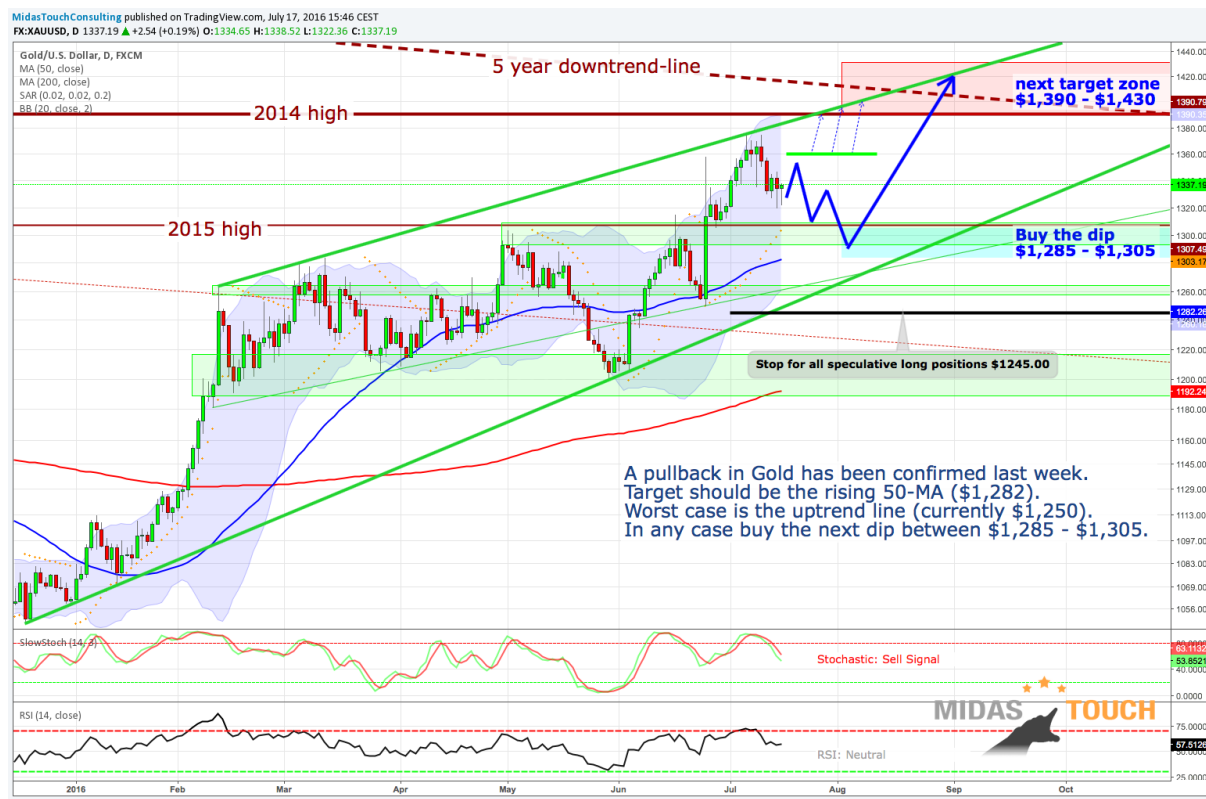 MidasTouchConsulting published on TradingView.com, July 17, 2016 15:46 CEST
FX:XAUUSD, D 1337.19 ▲ +2.54 (+0.19%) O:1334.65 H:1338.52 L:1322.36 C:1337.19
Gold/U.S. Dollar, D, FXCM
MA (50, close)
MA (200, close)
SAR (0.02, 0.02, 0.2)
BB (20, close, 2)
5 year downtrend-line
2014 high
2015 high
next target zone
$1,390 - $1,430
Buy the dip
$1,285 - $1,305
Stop for all speculative long positions $1245.00
A pullback in Gold has been confirmed last week.
Target should be the rising 50-MA ($1,282).
Worst case is the uptrend line (currently $1,250).
In any case buy the next dip between $1,285 - $1,305.
1440.00
1420.00
1390.79
1390.35
1380.00
1360.00
1337.19
1320.00
1300.00
1307.49
1303.17
1260.00
1282.26
1220.00
1200.00
1192.24
1180.00
1160.00
1145.00
1129.00
1113.00
1097.00
1083.00
1069.00
1056.00
SlowStoch (14, 3)
Stochastic: Sell Signal
63.1132
53.8521
40.0000
0.0000
RSI (14, close)
RSI: Neutral
MIDAS TOUCH
75.0000
57.5126
25.0000
2016 Feb Mar Apr May Jun Jul Aug Sep Oct